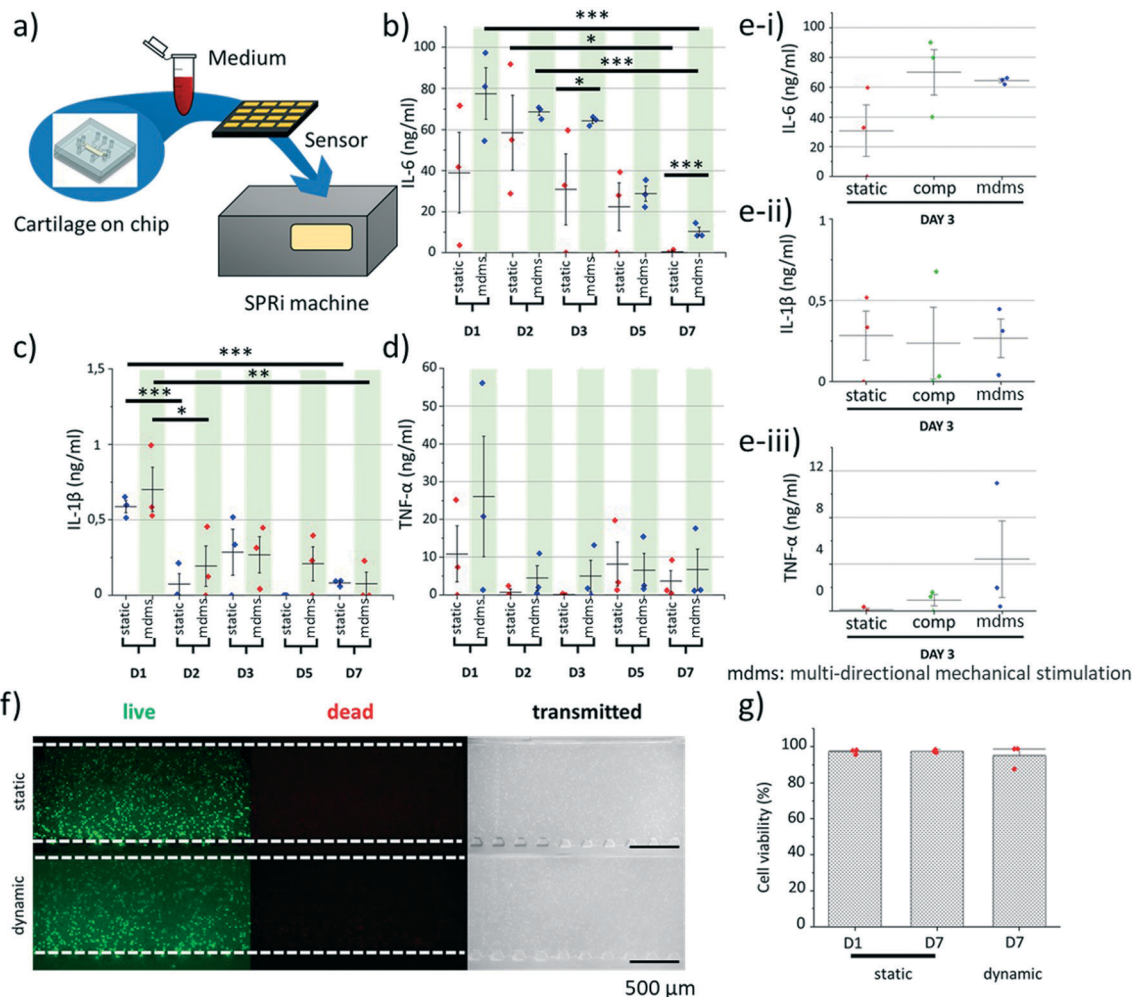 a)
Medium
Sensor
Cartilage on chip
SPRi machine
b)
IL-6 (ng/ml)
100
80
60
40
20
0
***
*
***
*
***
static
mdms
static
mdms
static
mdms
static
mdms
static
mdms
D1
D2
D3
D5
D7
c)
IL-1β (ng/ml)
1,5
1
0,5
0
***
**
***
*
static
mdms
static
mdms
static
mdms
static
mdms
static
mdms
D1
D2
D3
D5
D7
d)
TNF-α (ng/ml)
60
50
40
30
20
10
0
static
mdms
static
mdms
static
mdms
static
mdms
static
mdms
D1
D2
D3
D5
D7
e-i)
IL-6 (ng/ml)
100
80
60
40
20
0
static comp mdms
DAY 3
e-ii)
IL-1β (ng/ml)
1
0,5
0
static comp mdms
DAY 3
e-iii)
TNF-α (ng/ml)
12
8
4
0
static comp mdms
DAY 3
mdms: multi-directional mechanical stimulation
f)
live dead transmitted
static
dynamic
500 µm
g)
Cell viability (%)
100
80
60
40
20
0
D1 D7 D7
static dynamic